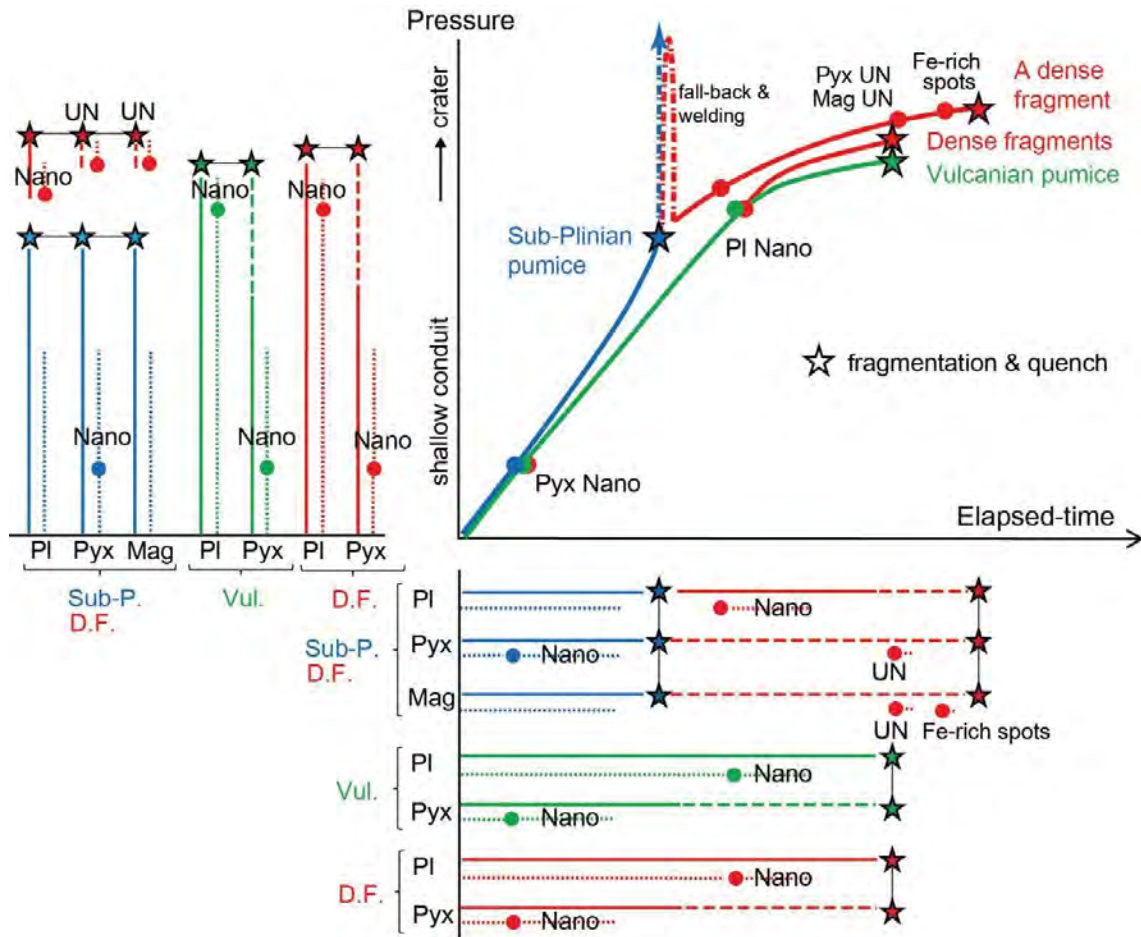 Pressure
crater
shallow conduit
Elapsed-time
fall-back &
welding
Pyx UN
Mag UN
Fe-rich
spots
A dense
fragment
Dense fragments
Vulcanian pumice
Sub-Plinian
pumice
Pl Nano
Pyx Nano
fragmentation & quench
UN UN
Nano
Nano
Nano
Nano
Nano
Nano
Pl Pyx Mag
Sub-P.
D.F.
Pl Pyx
Vul.
Pl Pyx
D.F.
Sub-P.
D.F.
Pl
Nano
Pyx
Nano
UN
Mag
UN Fe-rich spots
Vul.
Pl
Nano
Pyx
Nano
D.F.
Pl
Nano
Pyx
Nano